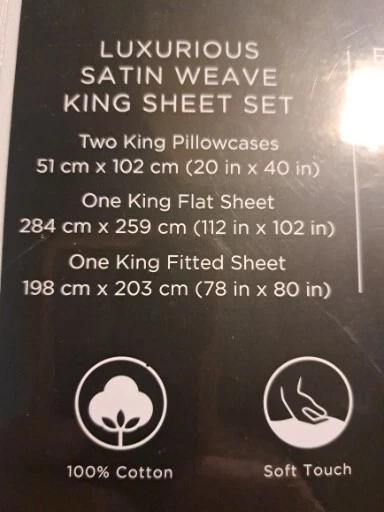 LUXURIOUS
SATIN WEAVE
KING SHEET SET
Two King Pillowcases
51 cm x 102 cm (20 in x 40 in)
One King Flat Sheet
284 cm x 259 cm (112 in x 102 in)
One King Fitted Sheet
198 cm x 203 cm (78 in x 80 in)
100% Cotton
Soft Touch